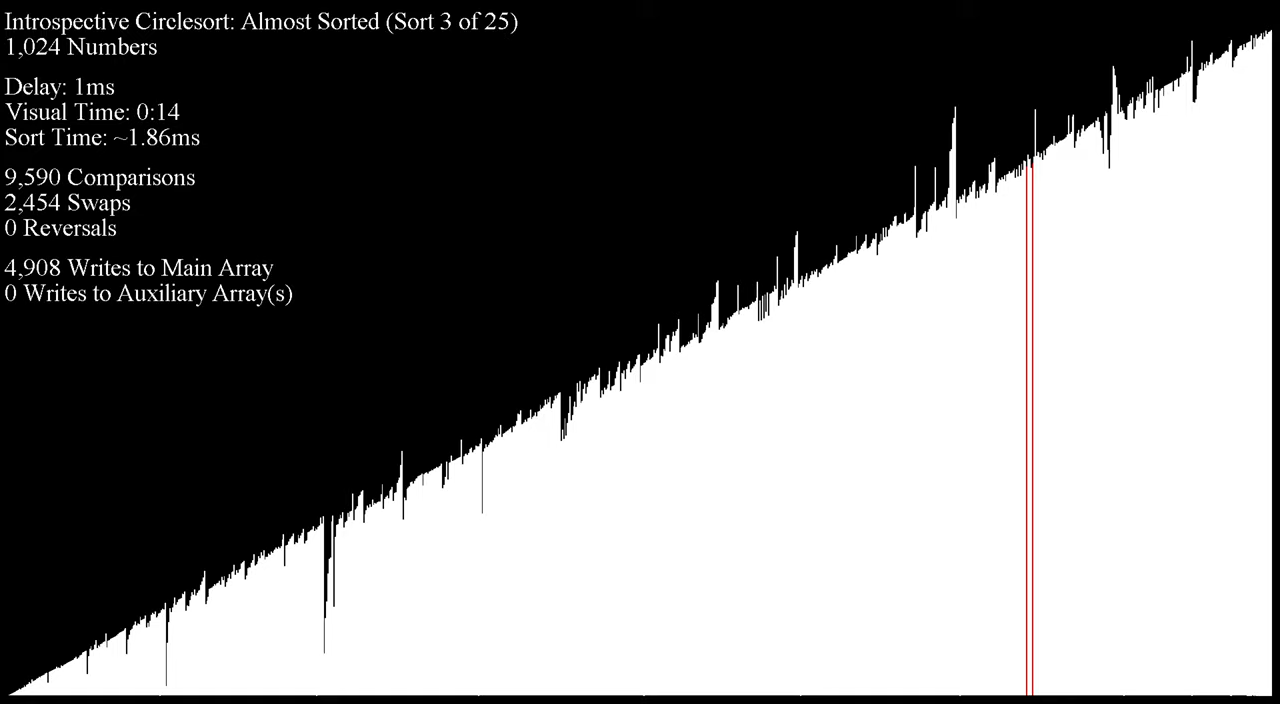 Introspective Circlesort: Almost Sorted (Sort 3 of 25)
1,024 Numbers
Delay: 1ms
Visual Time: 0:14
Sort Time: ~1.86ms
9,590 Comparisons
2,454 Swaps
0 Reversals
4,908 Writes to Main Array
0 Writes to Auxiliary Array(s)